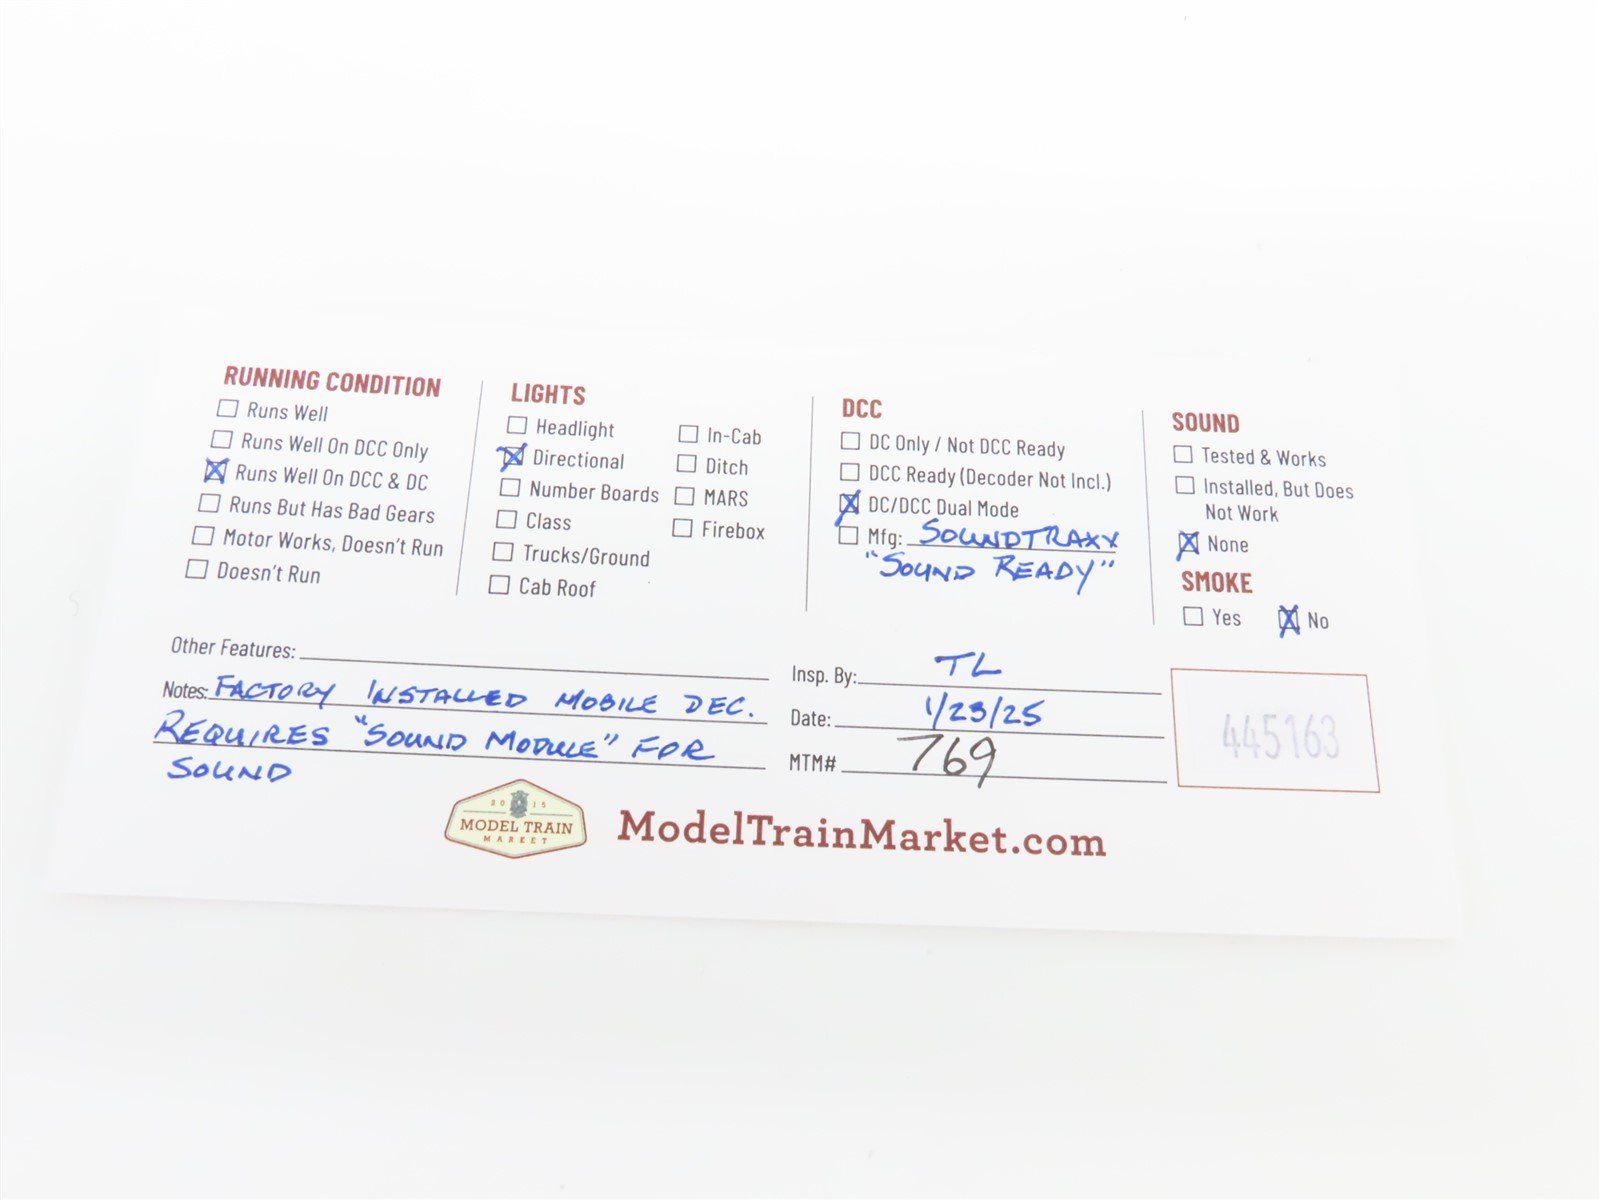 RUNNING CONDITION
Runs Well
Runs Well On DCC Only
Runs Well On DCC & DC
Runs But Has Bad Gears
Motor Works, Doesn't Run
Doesn't Run
LIGHTS
Headlight
Directional
Number Boards
Class
Trucks/Ground
Cab Roof
In-Cab
Ditch
MARS
Firebox
DCC
DC Only / Not DCC Ready
DCC Ready (Decoder Not Incl.)
DC/DCC Dual Mode
Mfg: SOUNDTRAXX
"SOUND READY"
SOUND
Tested & Works
Installed, But Does
Not Work
None
SMOKE
Yes No
Other Features:
Notes: FACTORY INSTALLED MOBILE DEC.
REQUIRES "SOUND MODULE" FOR
SOUND
Insp. By: TL
Date: 1/23/25
MTM# 769
445163
2015
MODEL TRAIN
MARKET
ModelTrainMarket.com